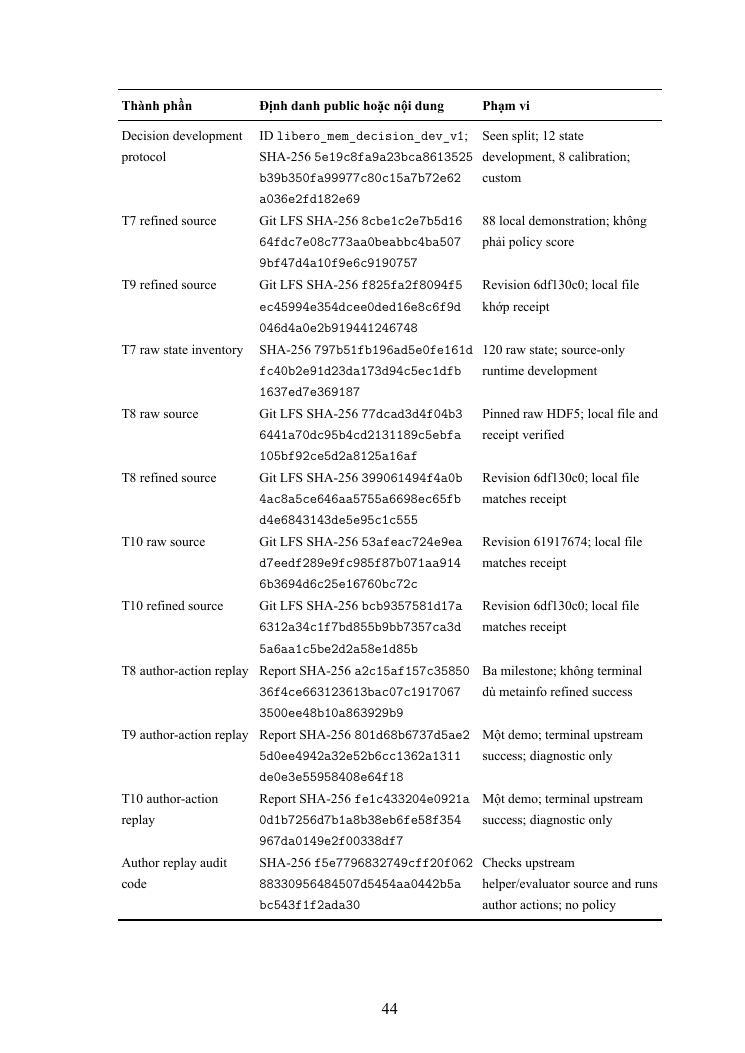 Thành phần Định danh public hoặc nội dung Phạm vi
Decision development ID libero_mem_decision_dev_v1; Seen split; 12 state
protocol SHA-256 5e19c8fa9a23bca8613525 development, 8 calibration;
b39b350fa99977c80c15a7b72e62 custom
a036e2fd182e69
T7 refined source Git LFS SHA-256 8cbe1c2e7b5d16 88 local demonstration; không
64fdc7e08c773aa0beabbc4ba507 phải policy score
9bf47d4a10f9e6c9190757
T9 refined source Git LFS SHA-256 f825fa2f8094f5 Revision 6df130c0; local file
ec45994e354dcee0ded16e8c6f9d khớp receipt
046d4a0e2b919441246748
T7 raw state inventory SHA-256 797b51fb196ad5e0fe161d 120 raw state; source-only
fc40b2e91d23da173d94c5ec1dfb runtime development
1637ed7e369187
T8 raw source Git LFS SHA-256 77dcad3d4f04b3 Pinned raw HDF5; local file and
6441a70dc95b4cd2131189c5ebfa receipt verified
105bf92ce5d2a8125a16af
T8 refined source Git LFS SHA-256 399061494f4a0b Revision 6df130c0; local file
4ac8a5ce646aa5755a6698ec65fb matches receipt
d4e6843143de5e95c1c555
T10 raw source Git LFS SHA-256 53afeac724e9ea Revision 61917674; local file
d7eedf289e9fc985f87b071aa914 matches receipt
6b3694d6c25e16760bc72c
T10 refined source Git LFS SHA-256 bcb9357581d17a Revision 6df130c0; local file
6312a34c1f7bd855b9bb7357ca3d matches receipt
5a6aa1c5be2d2a58e1d85b
T8 author-action replay Report SHA-256 a2c15af157c35850 Ba milestone; không terminal
36f4ce663123613bac07c1917067 dù metainfo refined success
3500ee48b10a863929b9
T9 author-action replay Report SHA-256 801d68b6737d5ae2 Một demo; terminal upstream
5d0ee4942a32e52b6cc1362a1311 success; diagnostic only
de0e3e55958408e64f18
T10 author-action Report SHA-256 fe1c433204e0921a Một demo; terminal upstream
replay 0d1b7256d7b1a8b38eb6fe58f354 success; diagnostic only
967da0149e2f00338df7
Author replay audit SHA-256 f5e7796832749cff20f062 Checks upstream
code 88330956484507d5454aa0442b5a helper/evaluator source and runs
bc543f1f2ada30 author actions; no policy
44